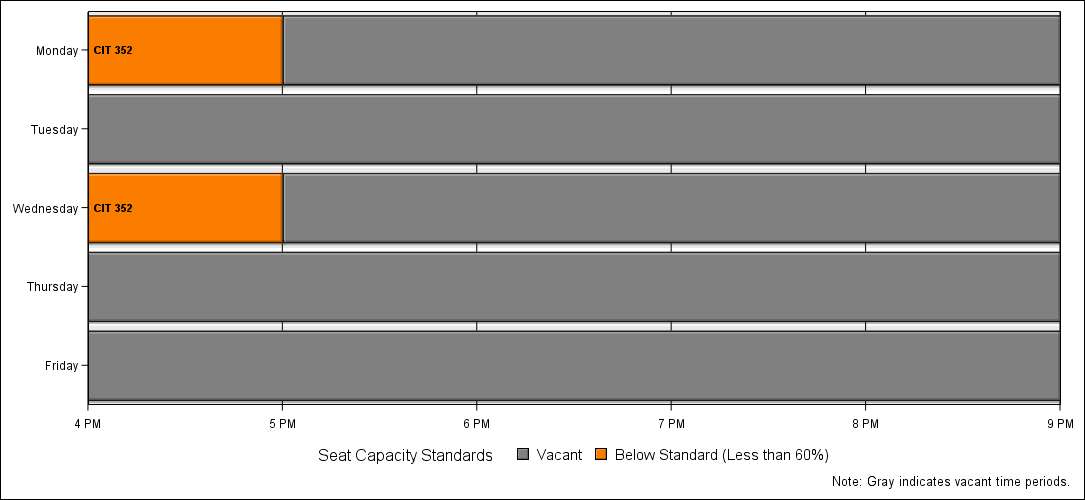 Monday CIT 352
Tuesday
Wednesday CIT 352
Thursday
Friday
4 PM 5 PM 6 PM 7 PM 8 PM 9 PM
Seat Capacity Standards Vacant Below Standard (Less than 60%)
Note: Gray indicates vacant time periods.